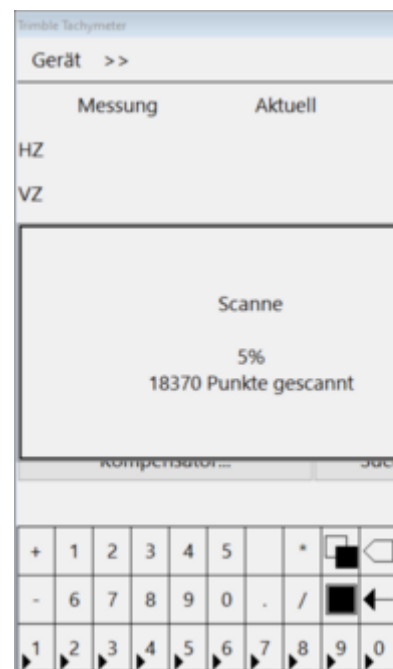 Trimble Tachymeter
Gerät >>
Messung Aktuell
HZ
VZ
Scanne
5%
18370 Punkte gescannt
Kompensator...
+ 1 2 3 4 5 *
- 6 7 8 9 0 . /
1 2 3 4 5 6 7 8 9 0